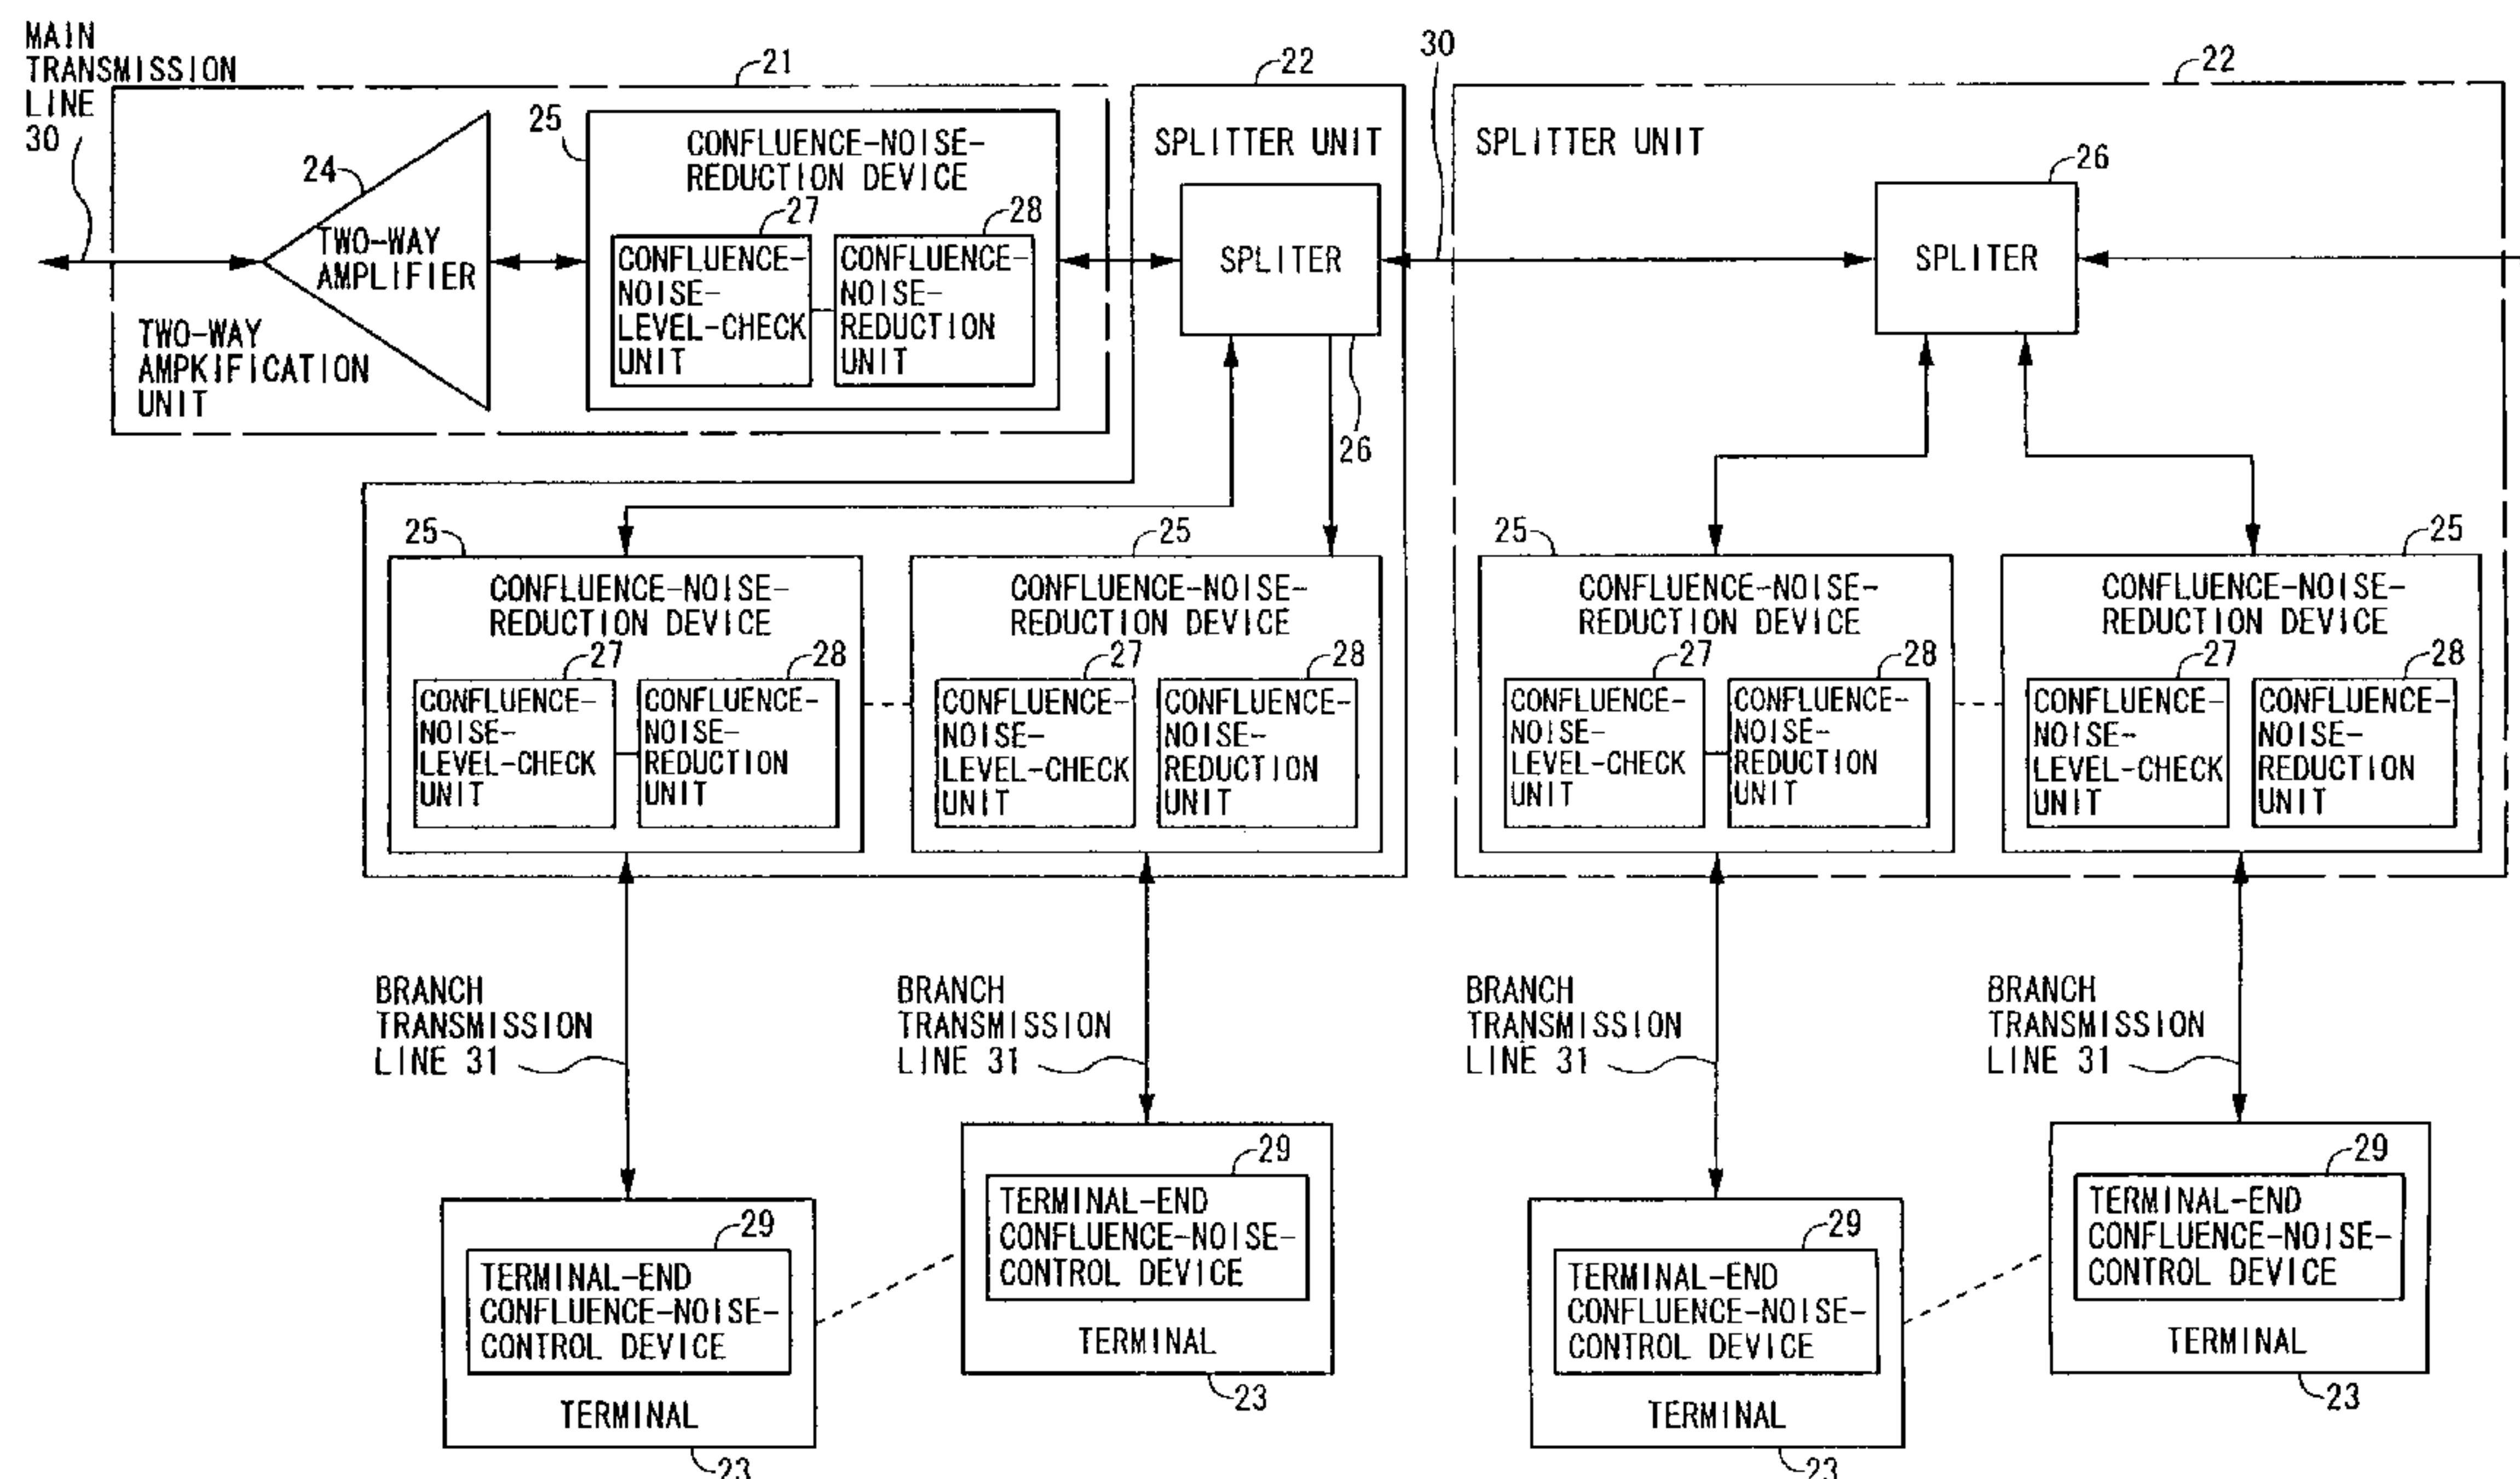 MAIN
TRANSMISSION
LINE
30
21
24
TWO-WAY
AMPLIFIER
TWO-WAY
AMPKIFICATION
UNIT
25
CONFLUENCE-NOISE-
REDUCTION DEVICE
27
CONFLUENCE-
NOISE-
LEVEL-CHECK
UNIT
28
CONFLUENCE-
NOISE-
REDUCTION
UNIT
22
SPLITTER UNIT
SPLITER
26
30
22
SPLITTER UNIT
26
SPLITER
25
CONFLUENCE-NOISE-
REDUCTION DEVICE
27
CONFLUENCE-
NOISE-
LEVEL-CHECK
UNIT
28
CONFLUENCE-
NOISE-
REDUCTION
UNIT
25
CONFLUENCE-NOISE-
REDUCTION DEVICE
27
CONFLUENCE-
NOISE-
LEVEL-CHECK
UNIT
28
CONFLUENCE-
NOISE-
REDUCTION
UNIT
25
CONFLUENCE-NOISE-
REDUCTION DEVICE
27
CONFLUENCE-
NOISE-
LEVEL-CHECK
UNIT
28
CONFLUENCE-
NOISE-
REDUCTION
UNIT
25
CONFLUENCE-NOISE-
REDUCTION DEVICE
27
CONFLUENCE-
NOISE-
LEVEL-CHECK
UNIT
28
CONFLUENCE-
NOISE-
REDUCTION
UNIT
BRANCH
TRANSMISSION
LINE 31
BRANCH
TRANSMISSION
LINE 31
BRANCH
TRANSMISSION
LINE 31
BRANCH
TRANSMISSION
LINE 31
29
TERMINAL-END
CONFLUENCE-NOISE-
CONTROL DEVICE
TERMINAL
23
29
TERMINAL-END
CONFLUENCE-NOISE-
CONTROL DEVICE
TERMINAL
23
29
TERMINAL-END
CONFLUENCE-NOISE-
CONTROL DEVICE
TERMINAL
23
29
TERMINAL-END
CONFLUENCE-NOISE-
CONTROL DEVICE
TERMINAL
23